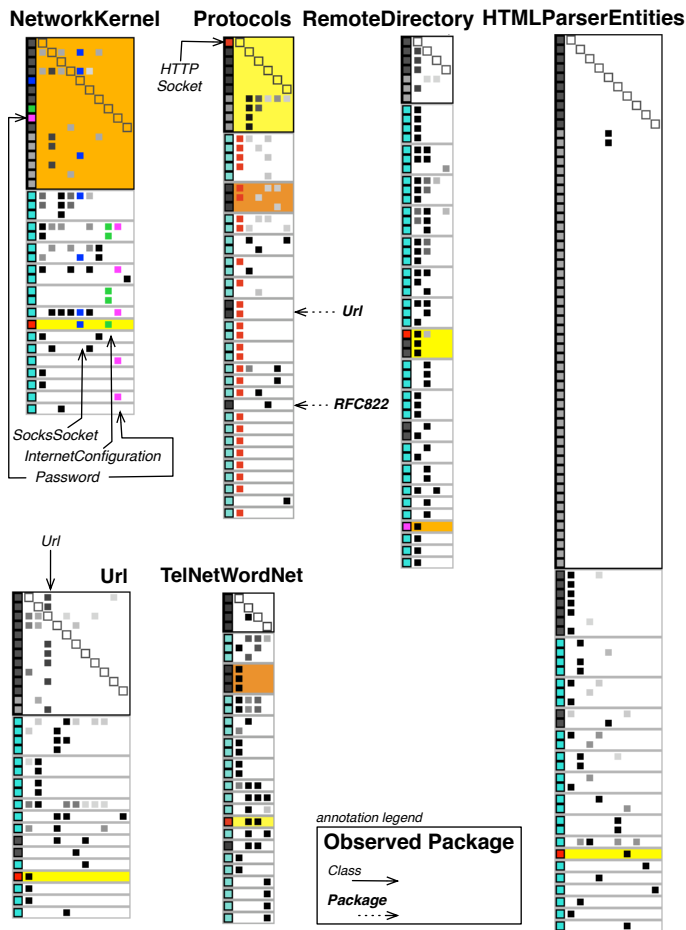 NetworkKernel
Protocols
RemoteDirectory
HTMLParserEntities
HTTP
Socket
Url
RFC822
SocksSocket
InternetConfiguration
Password
Url
Url
TelNetWordNet
annotation legend
Observed Package
Class
Package